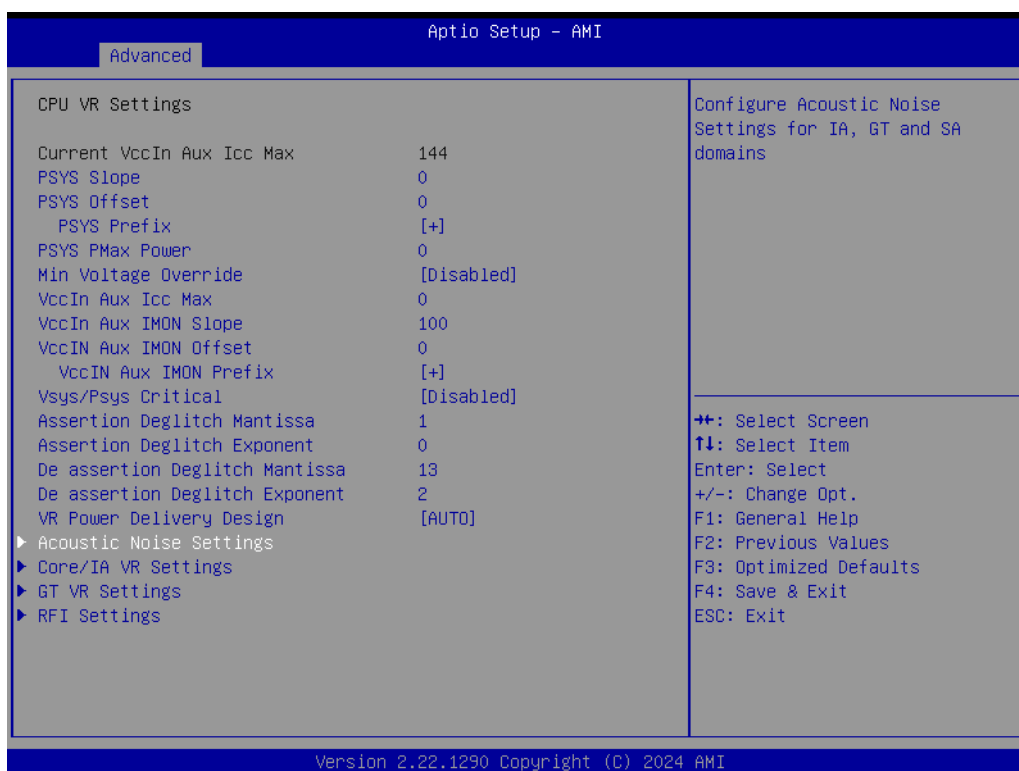 Aptio Setup – AMI
Advanced
CPU VR Settings
Current VccIn Aux Icc Max 144
PSYS Slope 0
PSYS Offset 0
PSYS Prefix [+]
PSYS PMax Power 0
Min Voltage Override [Disabled]
VccIn Aux Icc Max 0
VccIn Aux IMON Slope 100
VccIN Aux IMON Offset 0
VccIN Aux IMON Prefix [+]
Vsys/Psys Critical [Disabled]
Assertion Deglitch Mantissa 1
Assertion Deglitch Exponent 0
De assertion Deglitch Mantissa 13
De assertion Deglitch Exponent 2
VR Power Delivery Design [AUTO]
▶ Acoustic Noise Settings
▶ Core/IA VR Settings
▶ GT VR Settings
▶ RFI Settings
Configure Acoustic Noise
Settings for IA, GT and SA
domains
→←: Select Screen
↑↓: Select Item
Enter: Select
+/-: Change Opt.
F1: General Help
F2: Previous Values
F3: Optimized Defaults
F4: Save & Exit
ESC: Exit
Version 2.22.1290 Copyright (C) 2024 AMI